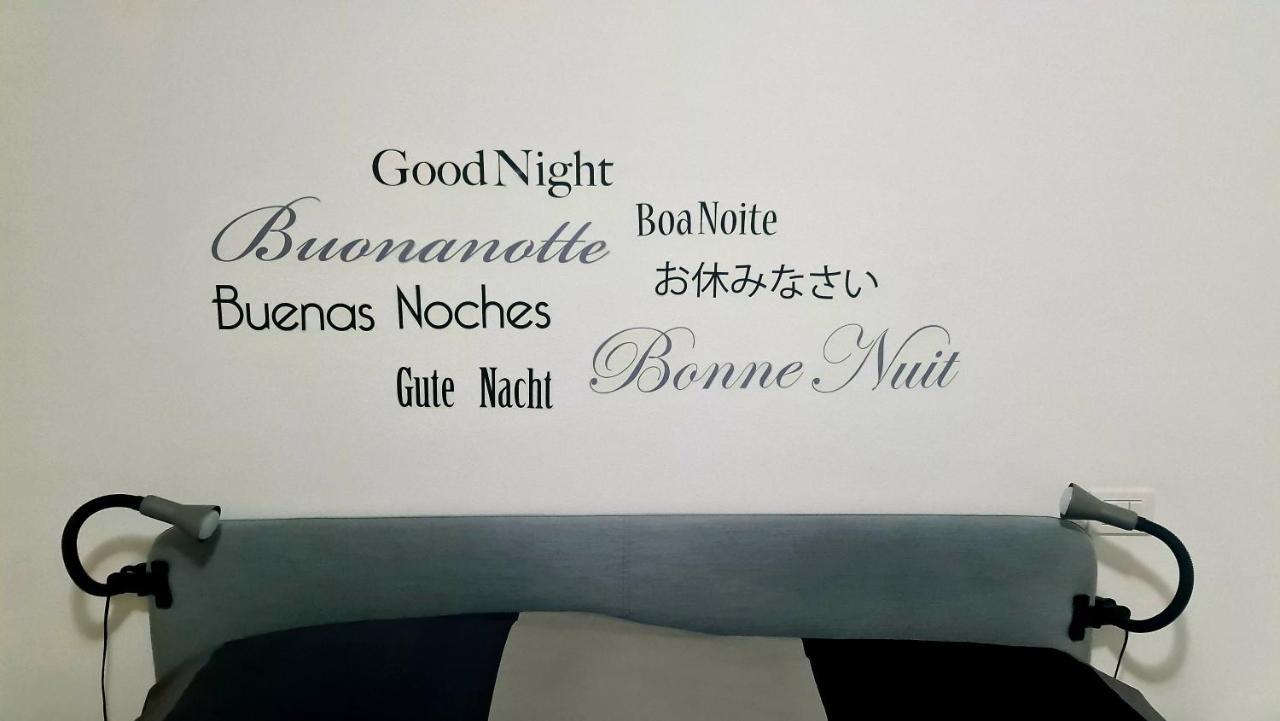 Good Night
Buonanotte
Boa Noite
お休みなさい
Buenas Noches
Bonne Nuit
Gute Nacht